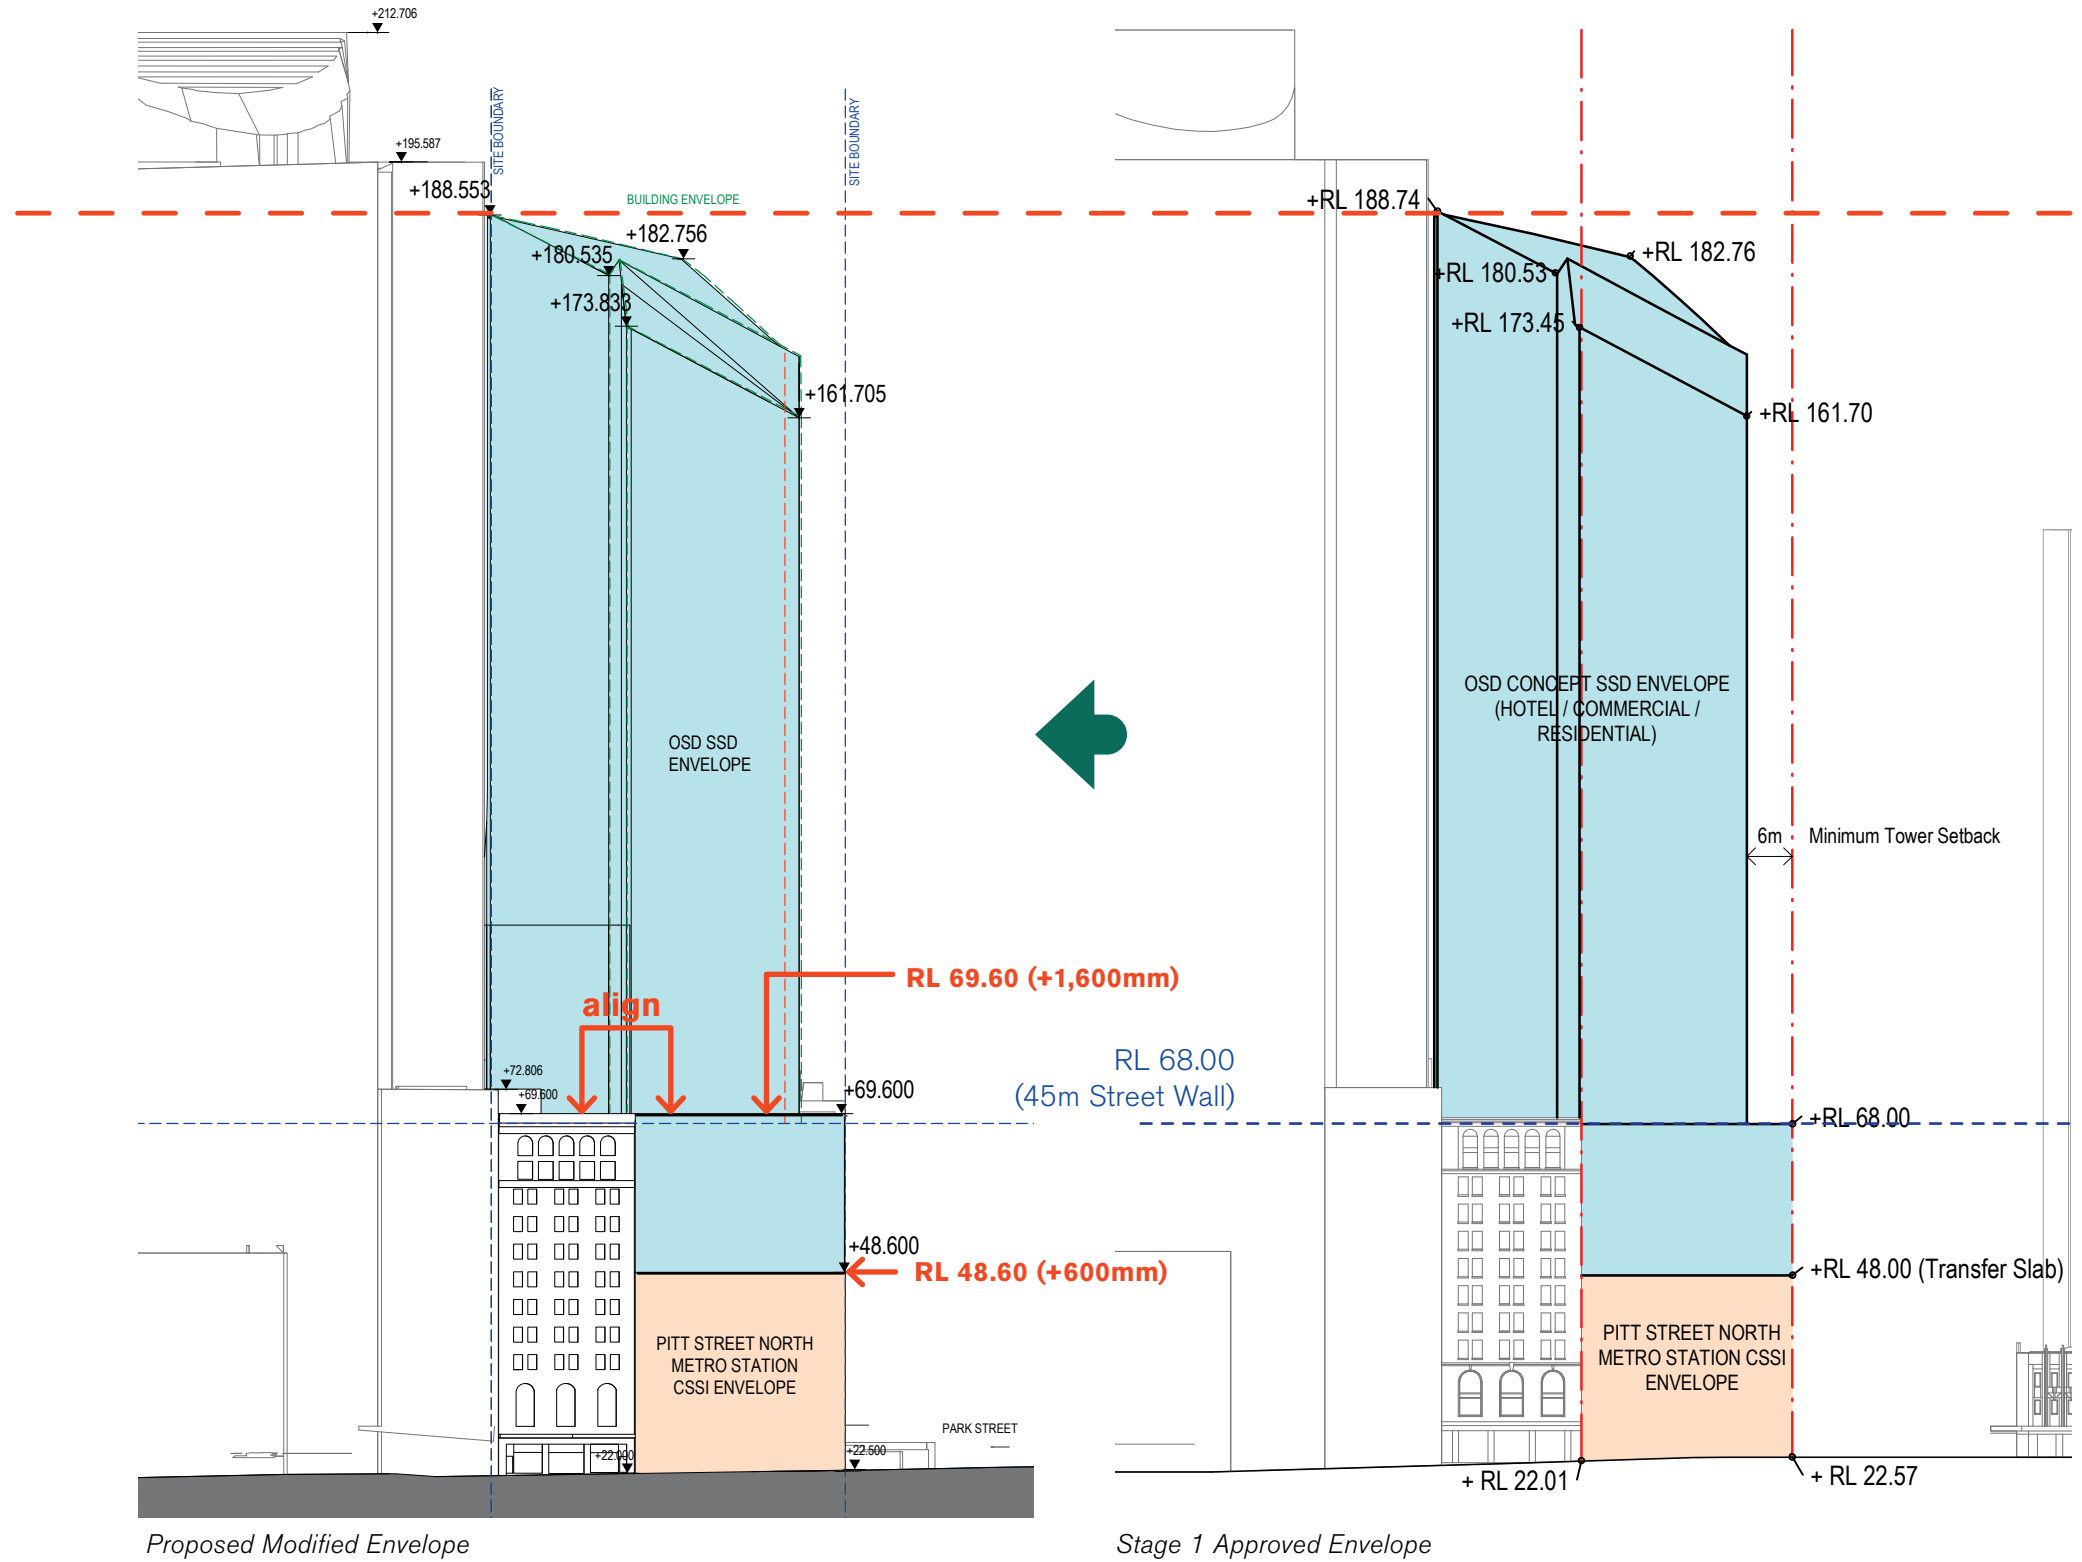 +212.706
+195.587
+188.553
SITE BOUNDARY
SITE BOUNDARY
BUILDING ENVELOPE
+182.756
+180.535
+173.833
+161.705
OSD SSD
ENVELOPE
RL 69.60 (+1,600mm)
align
+72.806
+69.600
+69.600
+48.600
RL 48.60 (+600mm)
PITT STREET NORTH
METRO STATION
CSSI ENVELOPE
PARK STREET
+22.000
+22.500
Proposed Modified Envelope
+RL 188.74
+RL 182.76
+RL 180.53
+RL 173.45
+RL 161.70
OSD CONCEPT SSD ENVELOPE
(HOTEL / COMMERCIAL /
RESIDENTIAL)
6m
Minimum Tower Setback
RL 68.00
(45m Street Wall)
+RL 68.00
+RL 48.00 (Transfer Slab)
PITT STREET NORTH
METRO STATION CSSI
ENVELOPE
+ RL 22.01
+ RL 22.57
Stage 1 Approved Envelope